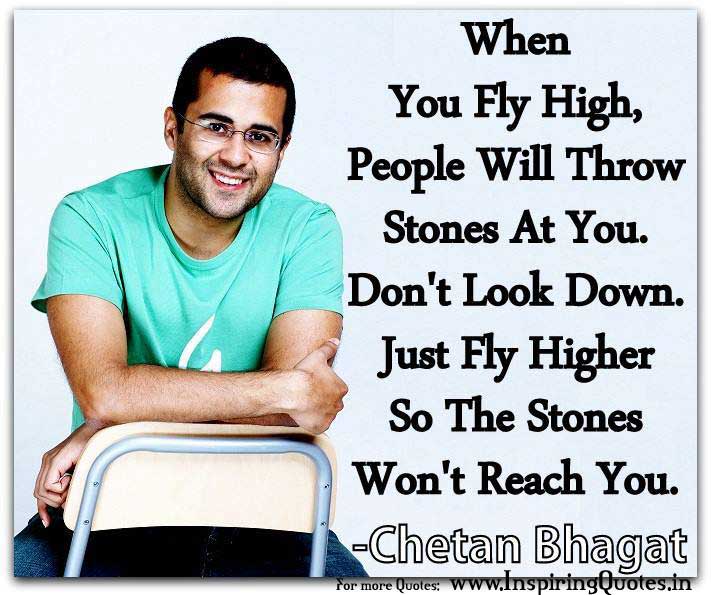 When
You Fly High,
People Will Throw
Stones At You.
Don't Look Down.
Just Fly Higher
So The Stones
Won't Reach You.
-Chetan Bhagat
For more Quotes: www.InspiringQuotes.in